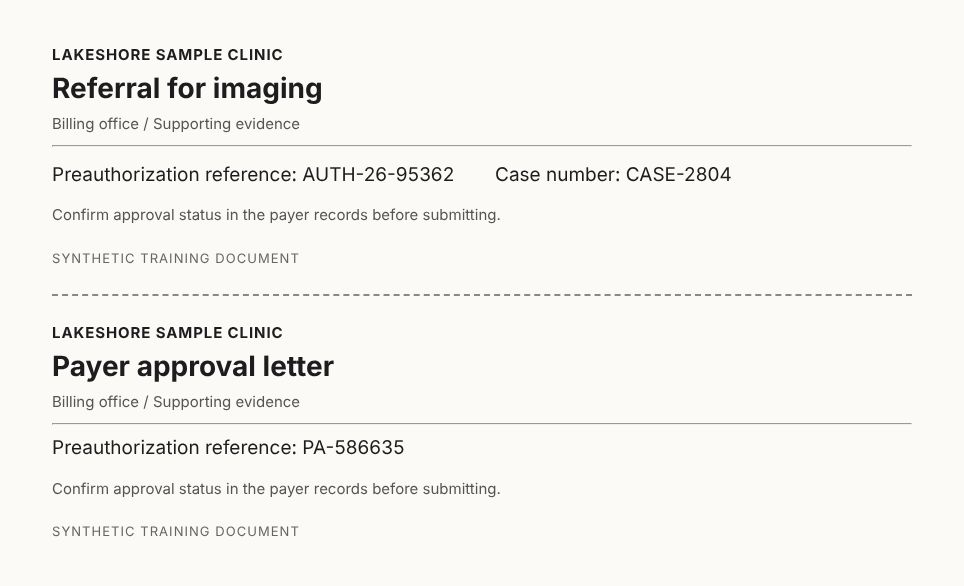 LAKESHORE SAMPLE CLINIC
Referral for imaging
Billing office / Supporting evidence
Preauthorization reference: AUTH-26-95362 Case number: CASE-2804
Confirm approval status in the payer records before submitting.
SYNTHETIC TRAINING DOCUMENT
LAKESHORE SAMPLE CLINIC
Payer approval letter
Billing office / Supporting evidence
Preauthorization reference: PA-586635
Confirm approval status in the payer records before submitting.
SYNTHETIC TRAINING DOCUMENT